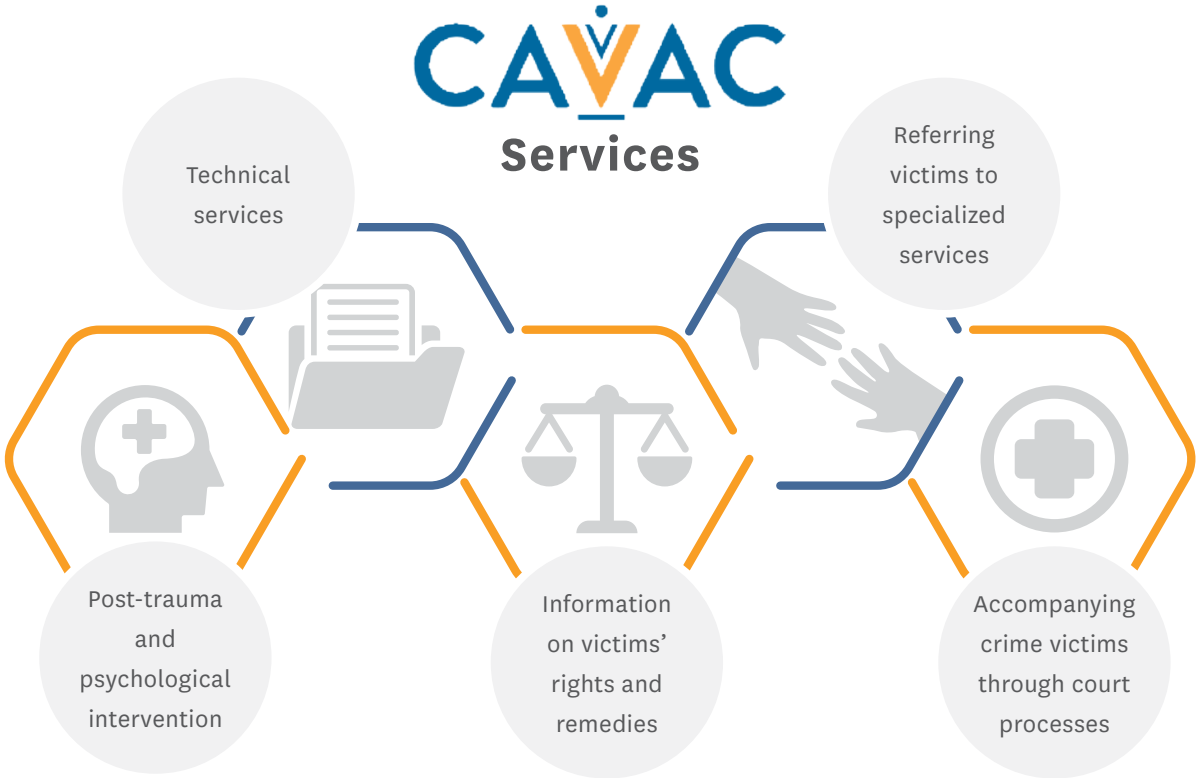 CAVAC
Services
Technical
services
Referring
victims to
specialized
services
Post-trauma
and
psychological
intervention
Information
on victims’
rights and
remedies
Accompanying
crime victims
through court
processes